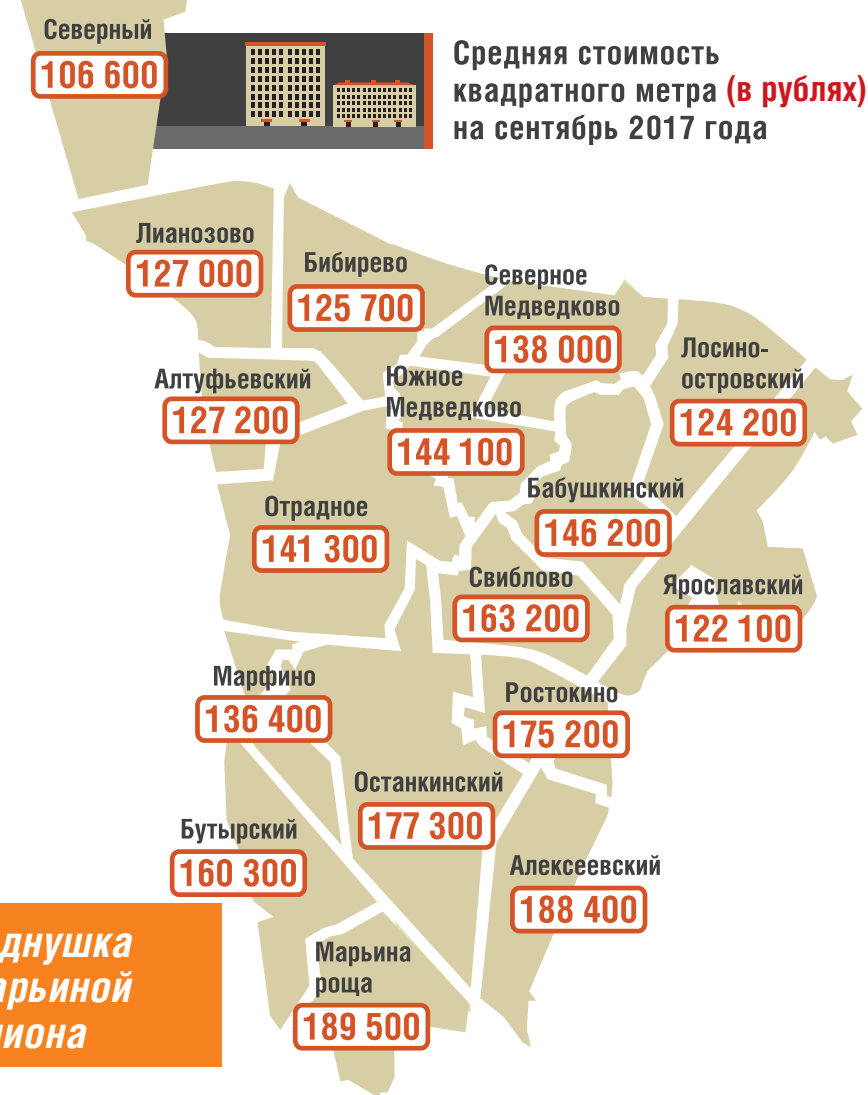 Северный
106 600
Средняя стоимость
квадратного метра (в рублях)
на сентябрь 2017 года
Лианозово
127 000
Бибирево
125 700
Северное
Медведково
138 000
Лосино-
островский
124 200
Алтуфьевский
127 200
Южное
Медведково
144 100
Бабушкинский
146 200
Отрадное
141 300
Свиблово
163 200
Ярославский
122 100
Марфино
136 400
Ростокино
175 200
Останкинский
177 300
Бутырский
160 300
Алексеевский
188 400
Марьина
роща
189 500
днушка
арьиной
иона